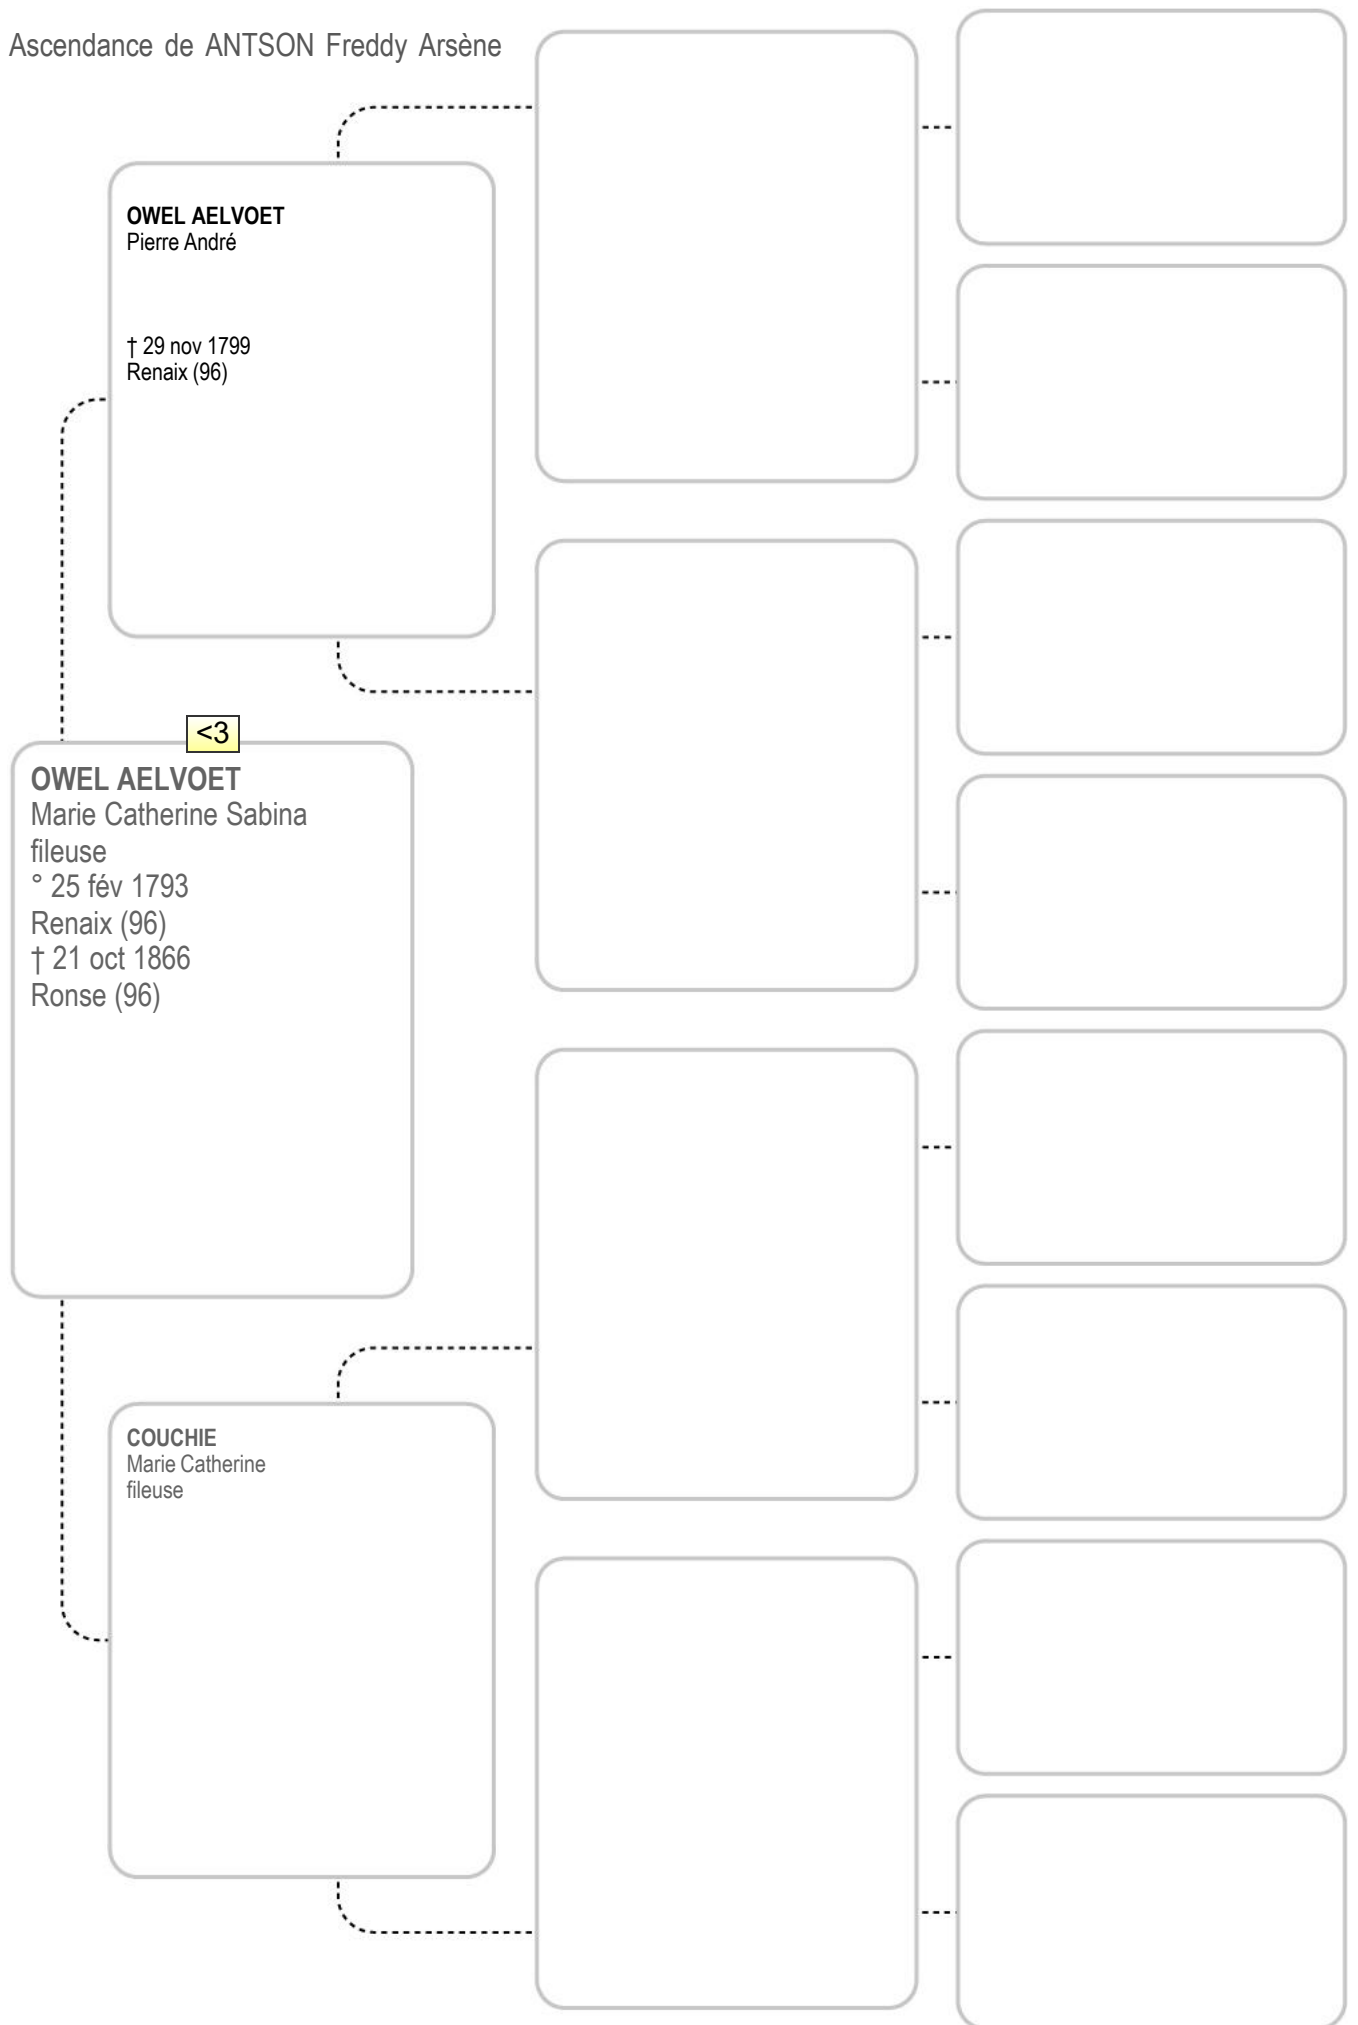 Ascendance de ANTSON Freddy Arsène
OWEL AELVOET
Pierre André
† 29 nov 1799
Renaix (96)
<3
OWEL AELVOET
Marie Catherine Sabina
fileuse
° 25 fév 1793
Renaix (96)
† 21 oct 1866
Ronse (96)
COUCHIE
Marie Catherine
fileuse